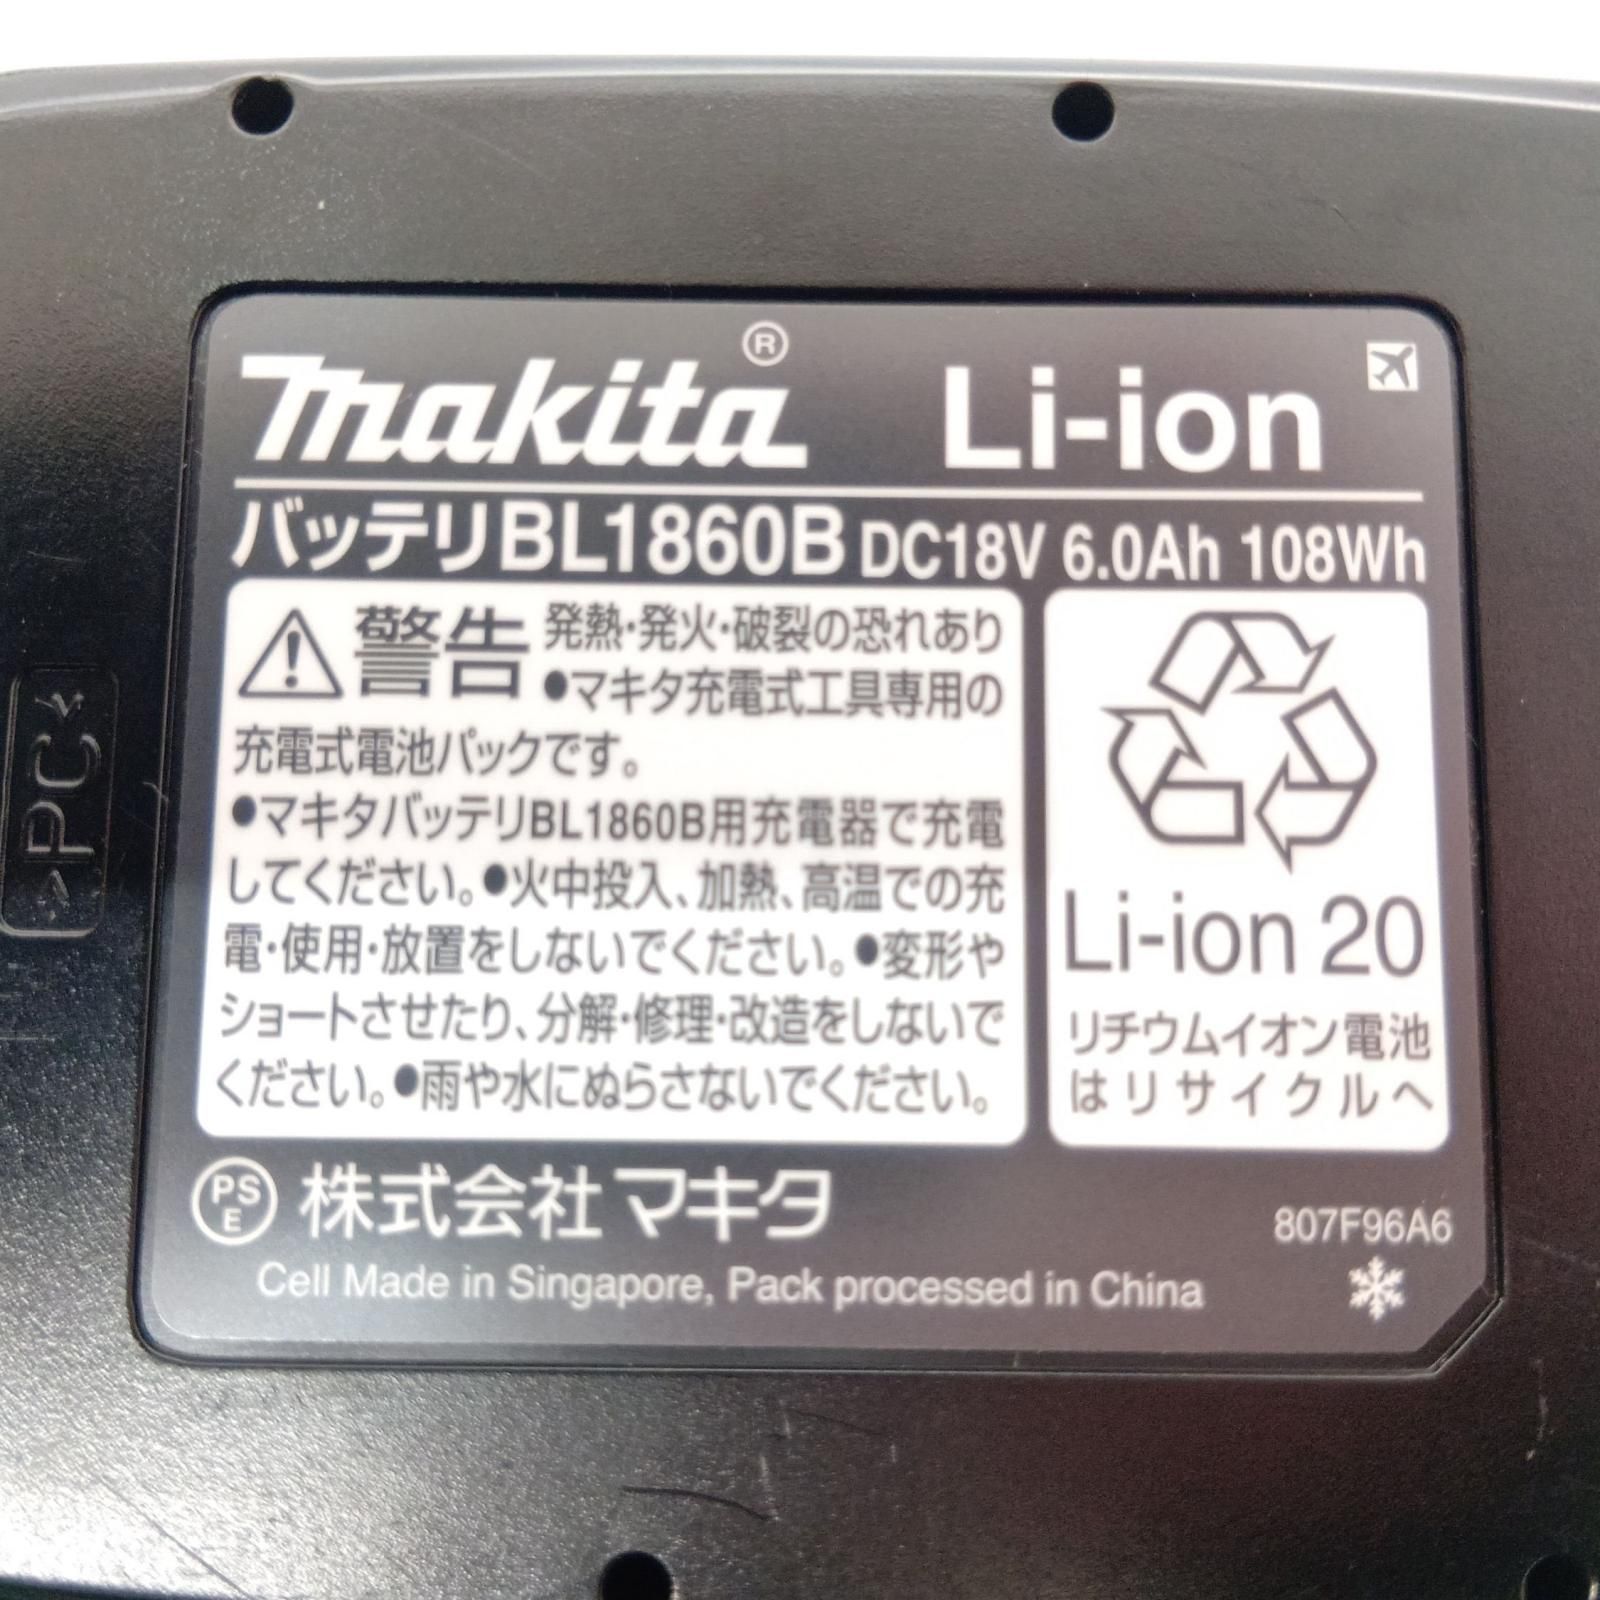 makita® Li-ion
バッテリBL1860B DC18V 6.0Ah 108Wh
警告 発熱・発火・破裂の恐れあり
●マキタ充電式工具専用の
充電式電池パックです。
●マキタバッテリBL1860B用充電器で充電
してください。●火中投入、加熱、高温での充
電・使用・放置をしないでください。●変形や
ショートさせたり、分解・修理・改造をしないで
ください。●雨や水にぬらさないでください。
Li-ion 20
リチウムイオン電池
はリサイクルへ
PS
E
株式会社マキタ
807F96A6
Cell Made in Singapore, Pack processed in China
>PC<